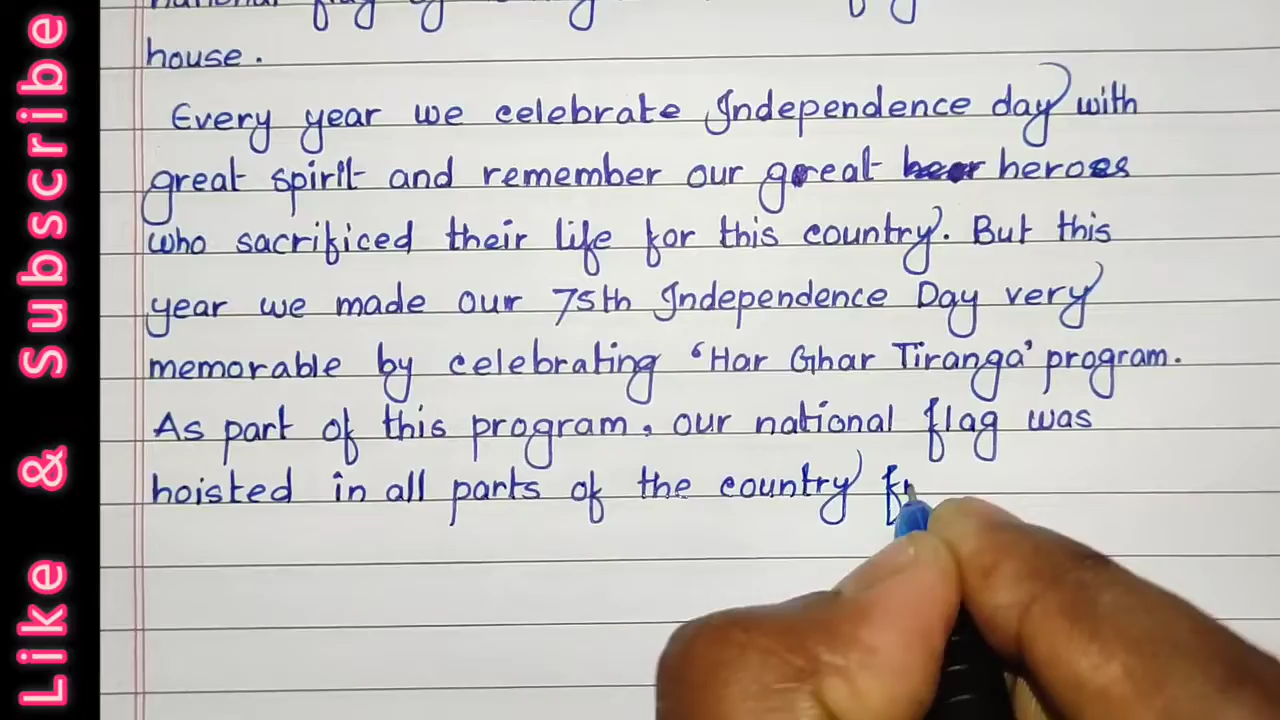 Like & Subscribe
national flag
house.
Every year we celebrate Independence day with
great spirit and remember our great heroes
who sacrificed their life for this country. But this
year we made our 75th Independence Day very
memorable by celebrating ‘Har Ghar Tiranga’ program.
As part of this program, our national flag was
hoisted in all parts of the country